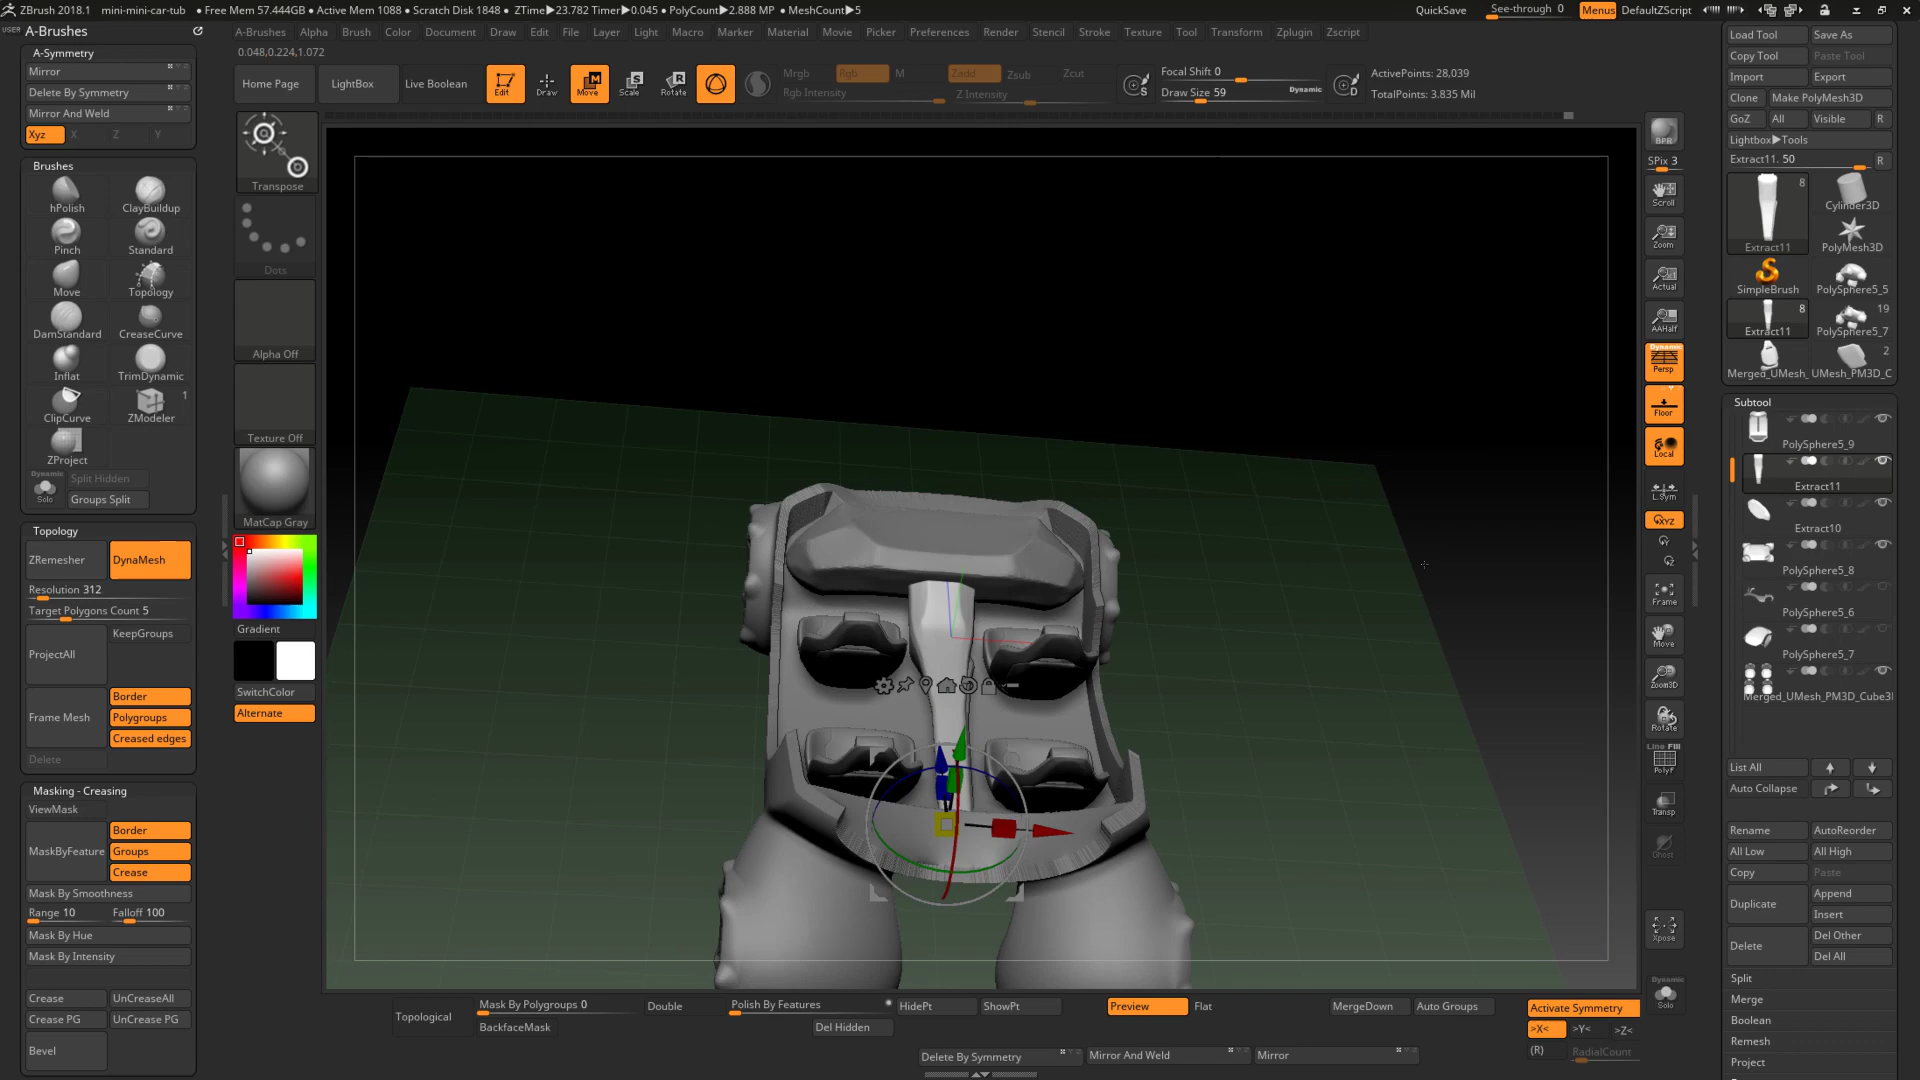 ZBrush 2018.1 mini-mini-car-tub • Free Mem 57.444GB • Active Mem 1088 • Scratch Disk 1848 • ZTime▶23.782 Timer▶0.045 • PolyCount▶2.888 MP • MeshCount▶5 QuickSave See-through 0 Menus DefaultZScript
USER
A-Brushes
A-Brushes Alpha Brush Color Document Draw Edit File Layer Light Macro Marker Material Movie Picker Preferences Render Stencil Stroke Texture Tool Transform Zplugin Zscript
0.048,0.224,1.072
A-Symmetry
Mirror
Delete By Symmetry
Mirror And Weld
Xyz X Z Y
Home Page LightBox Live Boolean Edit Draw Move Scale Rotate
Mrgb Rgb M Zadd Zsub Zcut
Rgb Intensity Z Intensity
Focal Shift 0
Draw Size 59 Dynamic
ActivePoints: 28,039
TotalPoints: 3.835 Mil
Brushes
hPolish ClayBuildup
Pinch Standard
Move Topology
DamStandard CreaseCurve
Inflat TrimDynamic
ClipCurve ZModeler 1
ZProject
Dynamic
Solo
Split Hidden
Groups Split
Topology
ZRemesher DynaMesh
Resolution 312
Target Polygons Count 5
ProjectAll KeepGroups
Frame Mesh
Border
Polygroups
Creased edges
Delete
Masking - Creasing
ViewMask
MaskByFeature
Border
Groups
Crease
Mask By Smoothness
Range 10 Falloff 100
Mask By Hue
Mask By Intensity
Crease UnCreaseAll
Crease PG UnCrease PG
Bevel
Transpose
Dots
Alpha Off
Texture Off
MatCap Gray
Gradient
SwitchColor
Alternate
Topological
Mask By Polygroups 0 Double Polish By Features HidePt ShowPt Preview Flat MergeDown Auto Groups
BackfaceMask Del Hidden
Activate Symmetry
>X< >Y< >Z<
(R) RadialCount
Delete By Symmetry Mirror And Weld Mirror
BPR
SPix 3
Scroll
Zoom
Actual
AAHalf
Dynamic
Persp
Floor
Local
L.Sym
XYZ
Frame
Move
Zoom3D
Rotate
Line Fill
PolyF
Transp
Ghost
Xpose
Dynamic
Solo
Load Tool Save As
Copy Tool Paste Tool
Import Export
Clone Make PolyMesh3D
GoZ All Visible R
Lightbox▶Tools
Extract11. 50 R
8
Extract11
Cylinder3D
PolyMesh3D
SimpleBrush PolySphere5_5
8 19
Extract11 PolySphere5_7
2
Merged_UMesh_ UMesh_PM3D_C
Subtool
PolySphere5_9
Extract11
Extract10
PolySphere5_8
PolySphere5_6
PolySphere5_7
Merged_UMesh_PM3D_Cube3
List All
Auto Collapse
Rename AutoReorder
All Low All High
Copy Paste
Duplicate Append
Insert
Delete Del Other
Del All
Split
Merge
Boolean
Remesh
Project